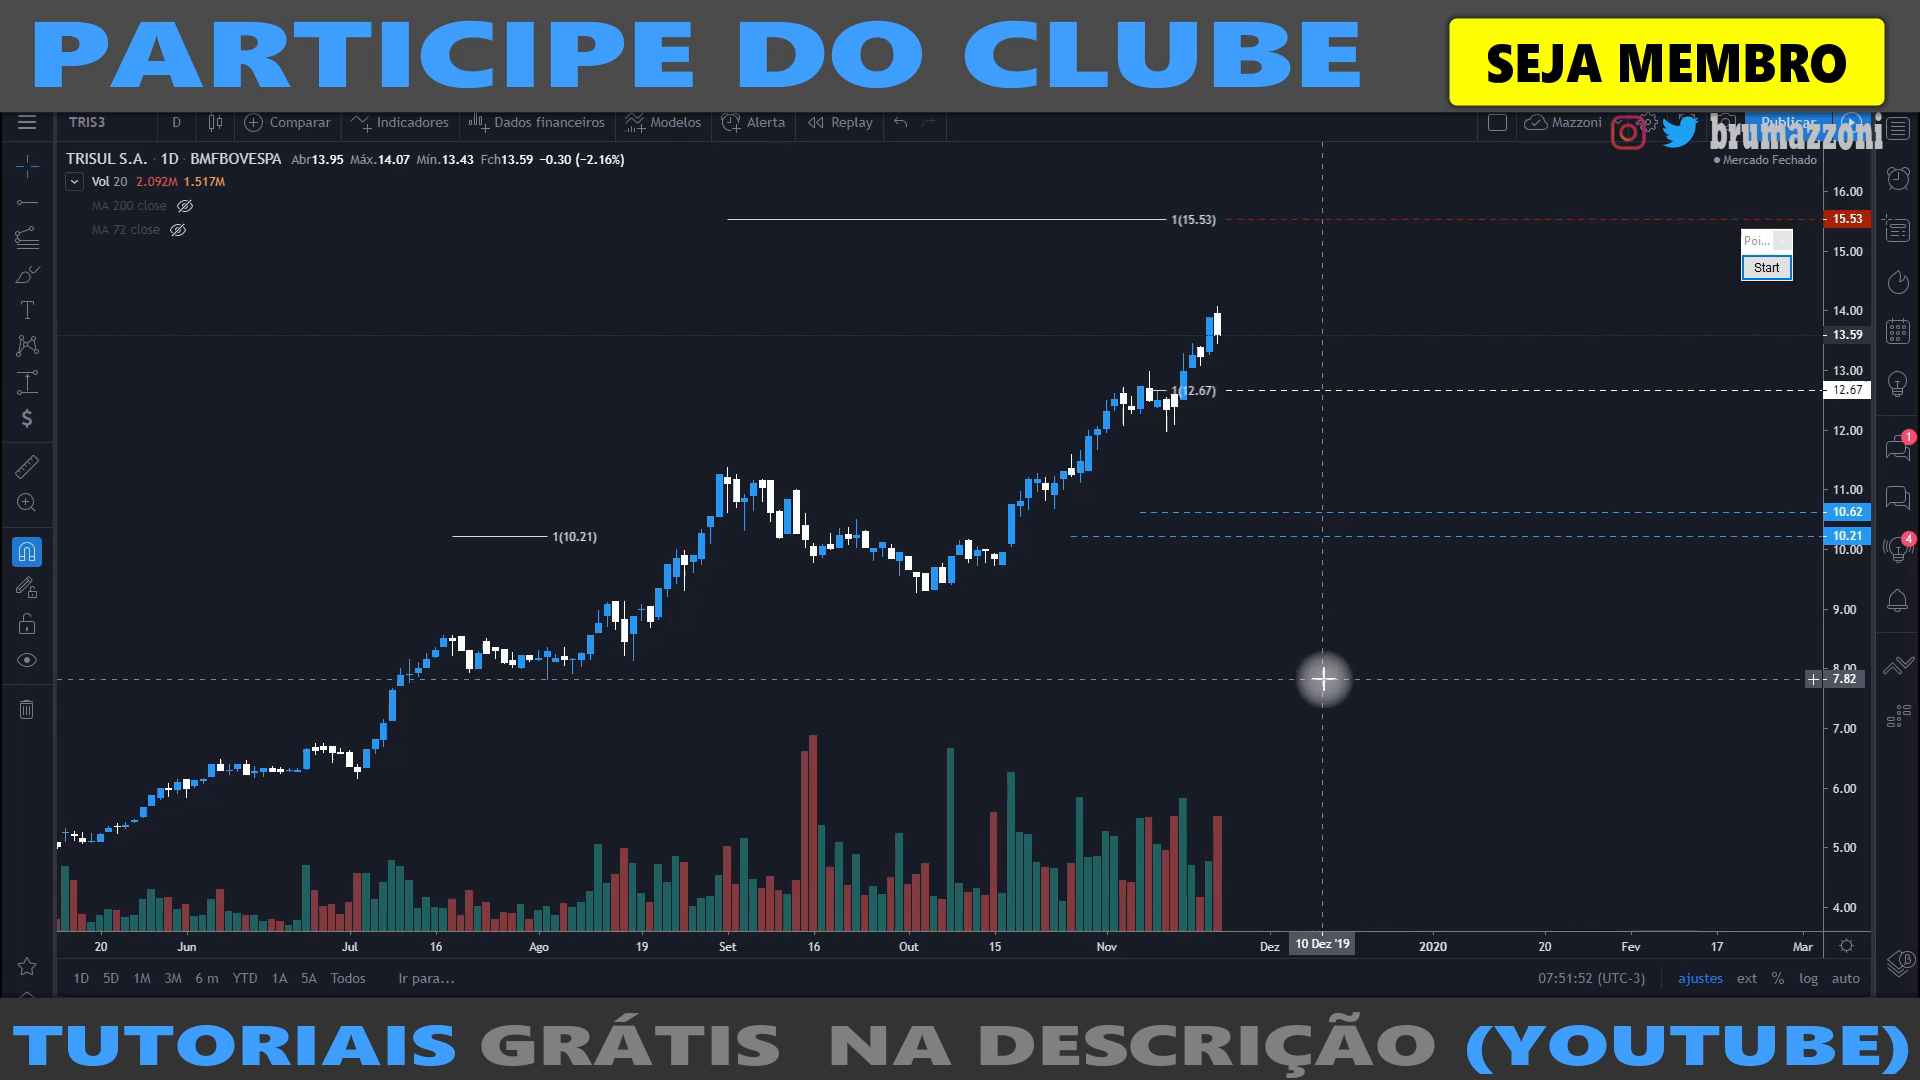 PARTICIPE DO CLUBE
SEJA MEMBRO
TRIS3 D Comparar Indicadores Dados financeiros Modelos Alerta Replay Mazzoni Publicar
brumazzoni
TRISUL S.A. · 1D · BMFBOVESPA Abr13.95 Máx.14.07 Mín.13.43 Fch13.59 −0.30 (−2.16%)
Mercado Fechado
Vol 20 2.092M 1.517M
MA 200 close
MA 72 close
1(15.53)
1(12.67)
1(10.21)
Poi...
Start
16.00
15.53
15.00
14.00
13.59
13.00
12.67
12.00
11.00
10.62
10.21
10.00
9.00
8.00
7.82
7.00
6.00
5.00
4.00
1
4
20 Jun Jul 16 Ago 19 Set 16 Out 15 Nov Dez 10 Dez '19 2020 20 Fev 17 Mar
1D 5D 1M 3M 6 m YTD 1A 5A Todos Ir para... 07:51:52 (UTC-3) ajustes ext % log auto
TUTORIAIS GRÁTIS NA DESCRIÇÃO (YOUTUBE)